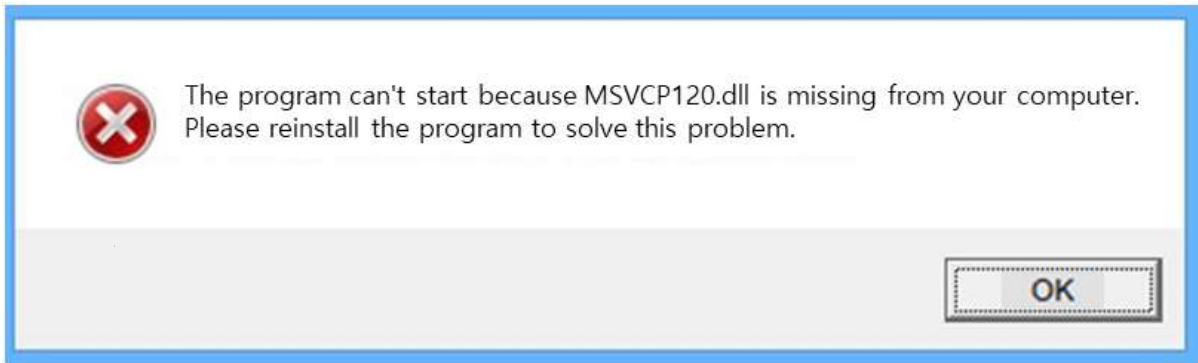 The program can't start because MSVCP120.dll is missing from your computer.
Please reinstall the program to solve this problem.
OK